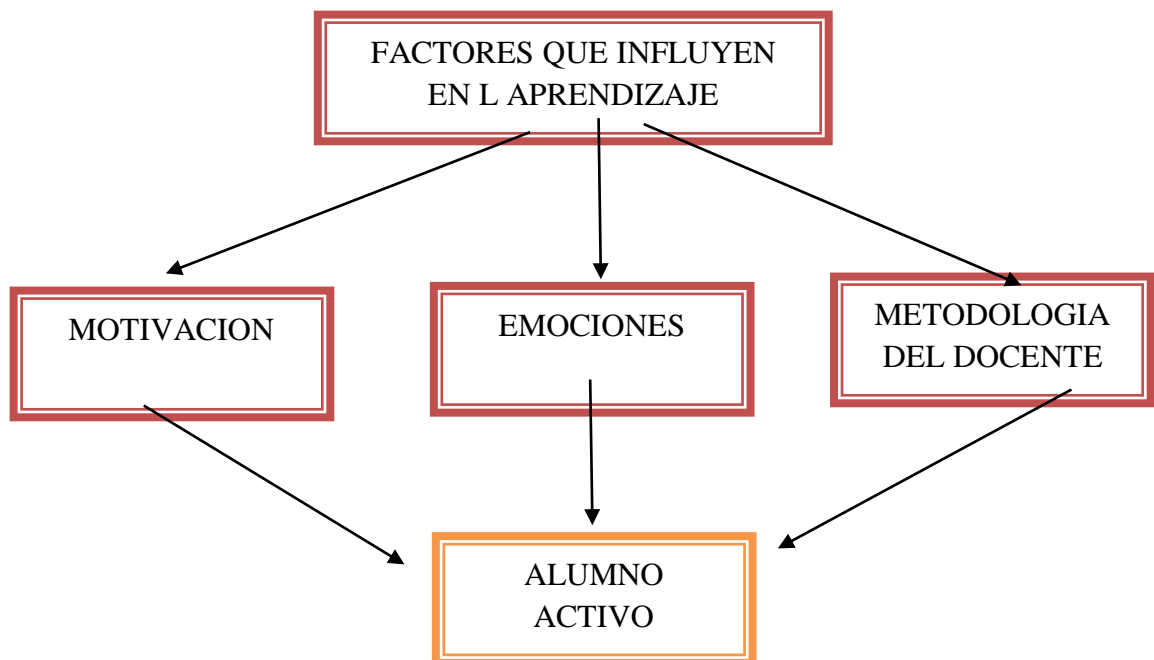 FACTORES QUE INFLUYEN
EN L APRENDIZAJE
MOTIVACION
EMOCIONES
METODOLOGIA
DEL DOCENTE
ALUMNO
ACTIVO